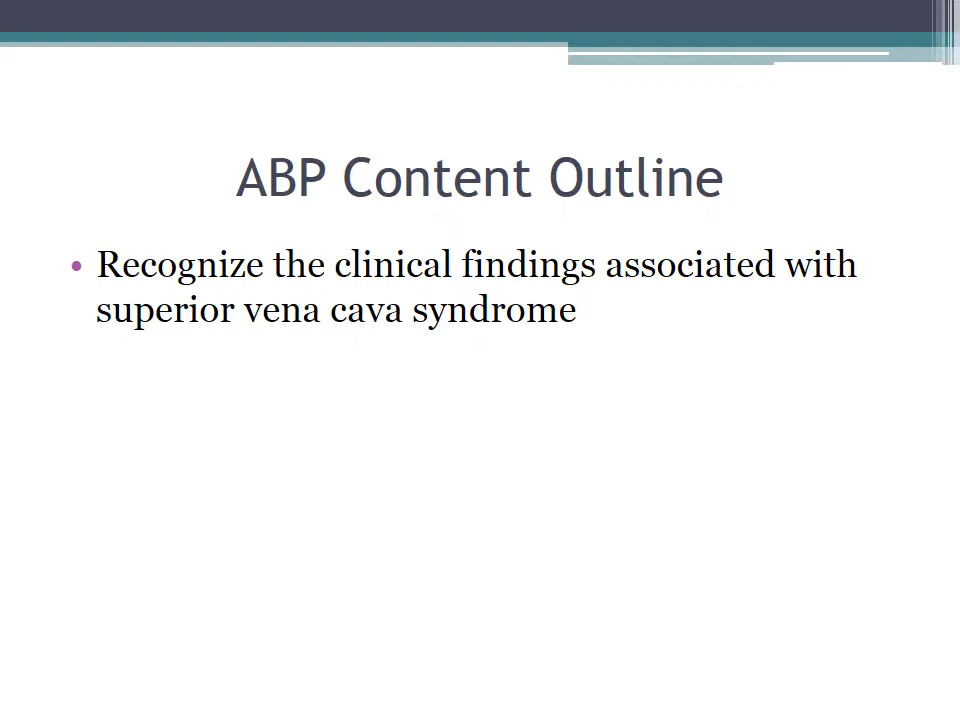 ABP Content Outline
• Recognize the clinical findings associated with
superior vena cava syndrome